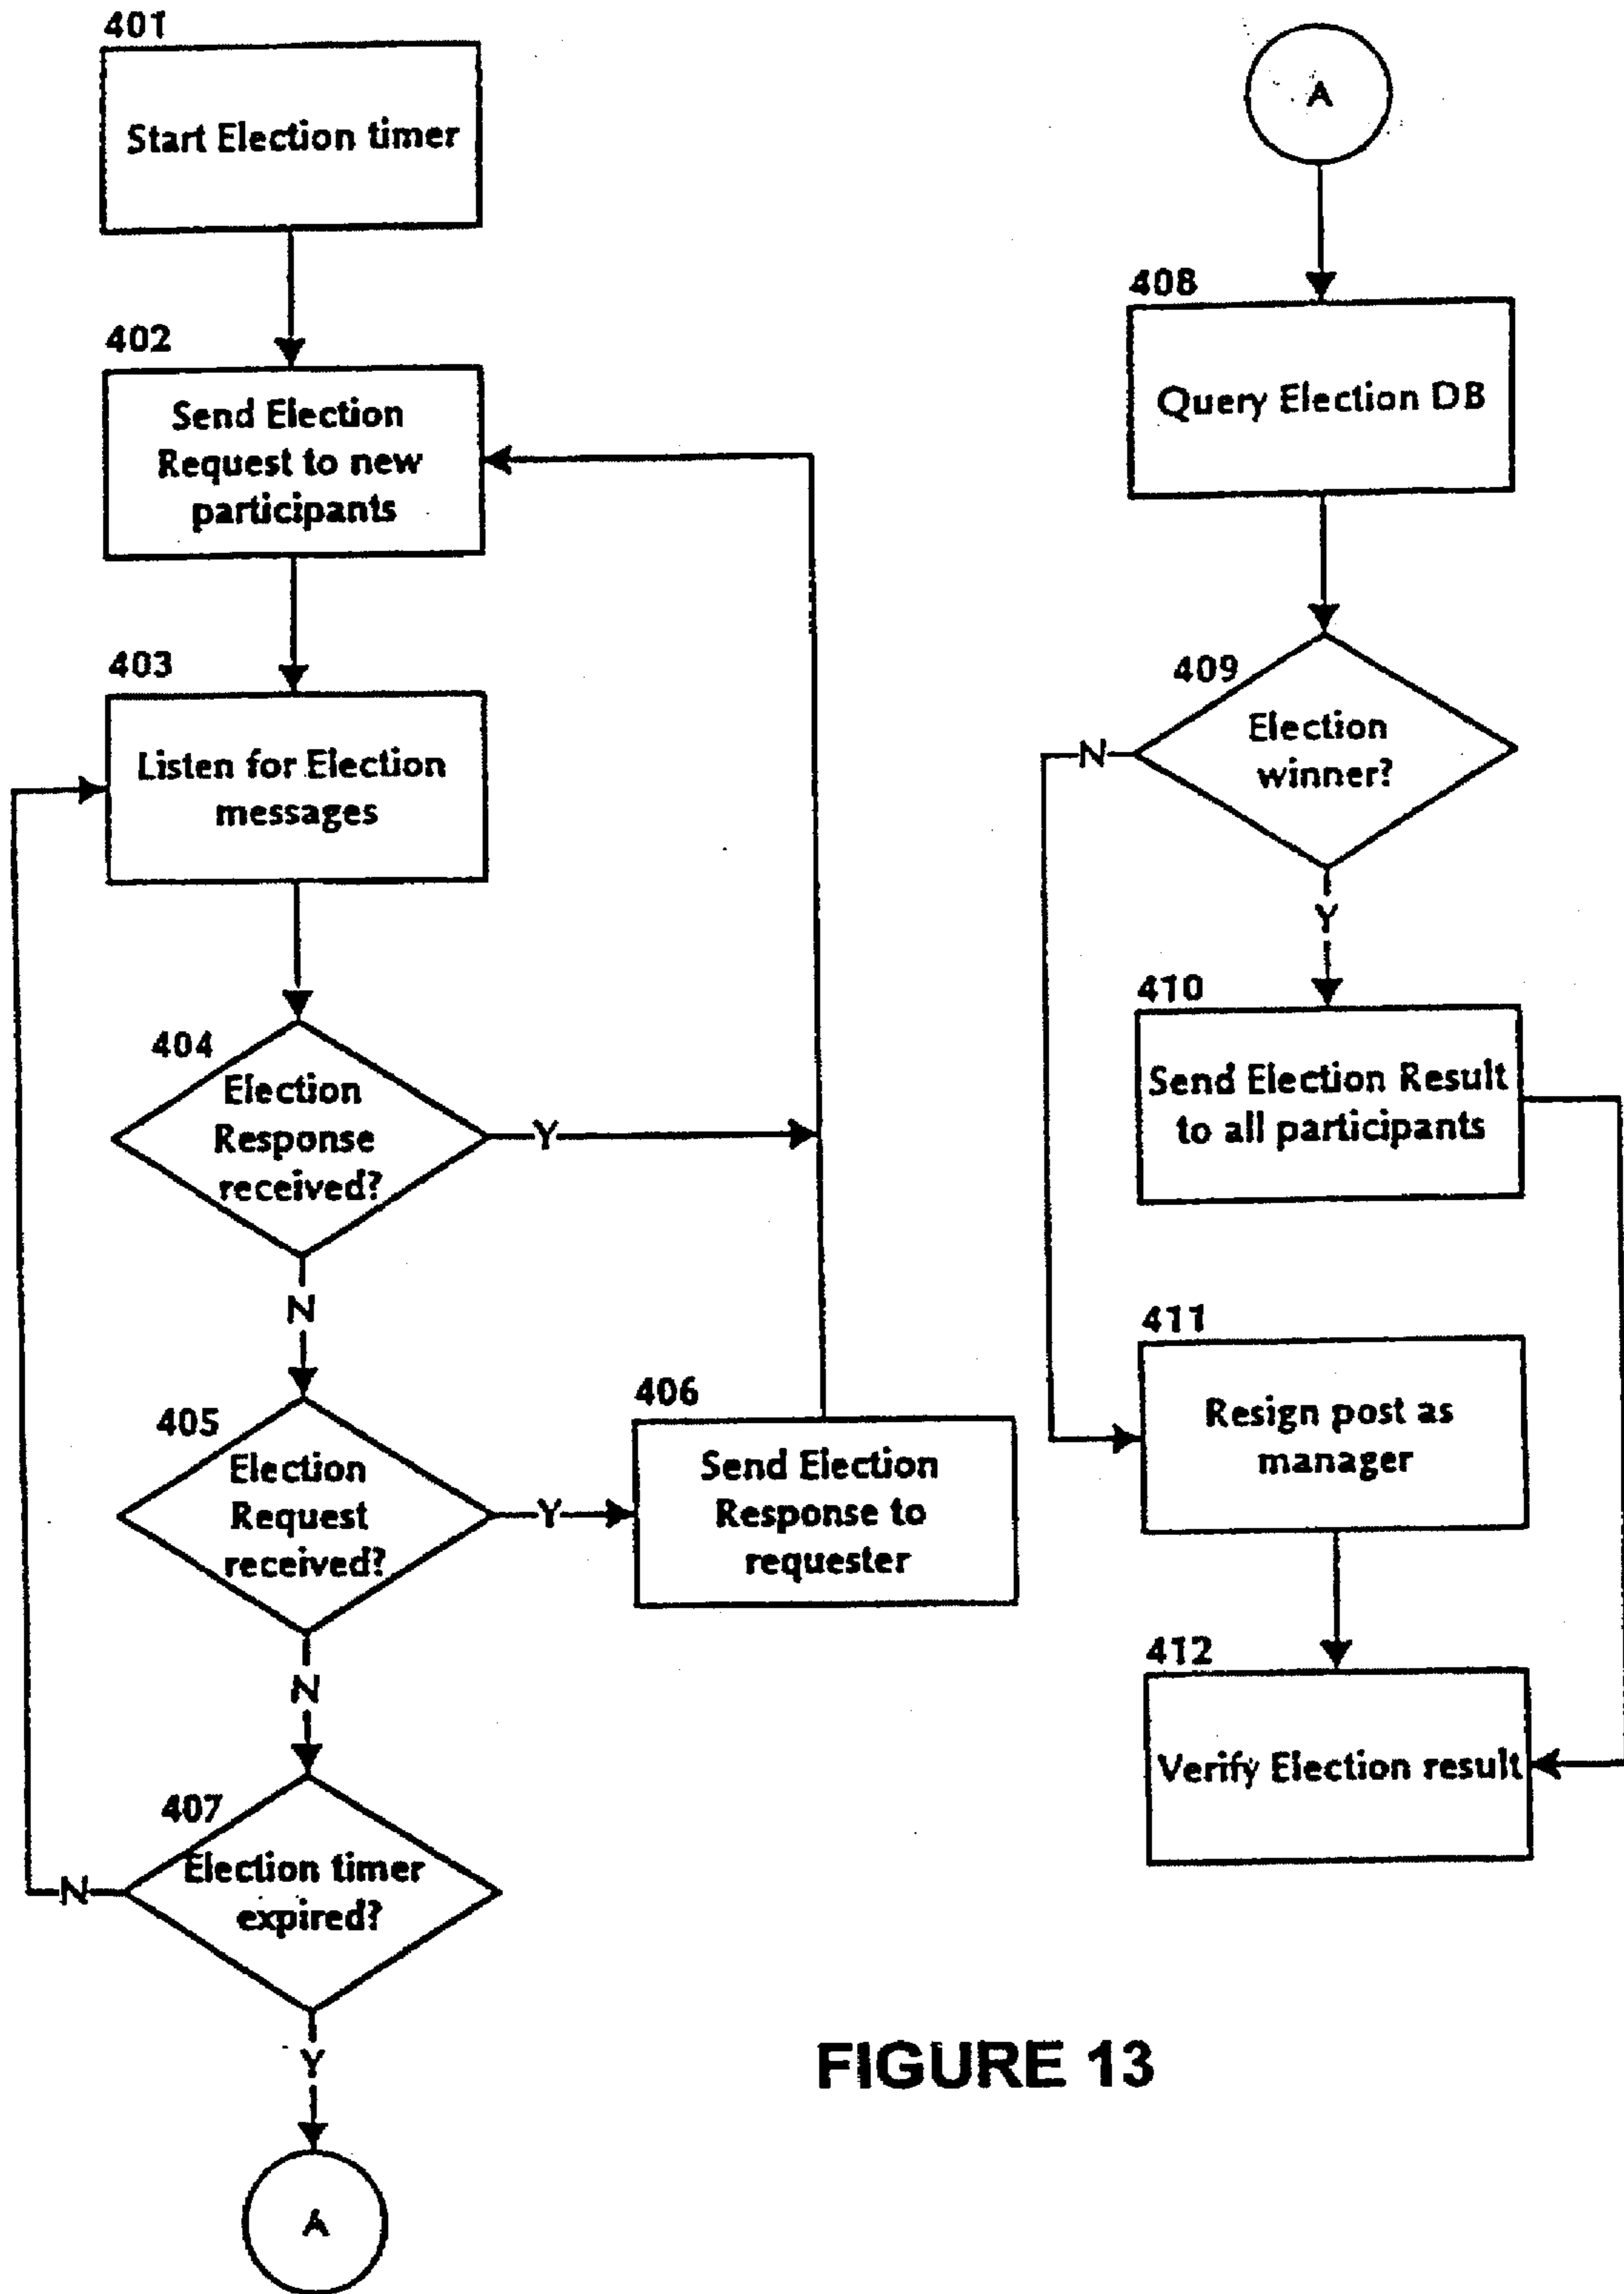 401
Start Election timer
402
Send Election
Request to new
participants
403
Listen for Election
messages
404
Election
Response
received?
Y
N
405
Election
Request
received?
Y
406
Send Election
Response to
requester
N
407
Election timer
expired?
N
Y
A
A
408
Query Election DB
409
Election
winner?
N
Y
410
Send Election Result
to all participants
411
Resign post as
manager
412
Verify Election result
FIGURE 13